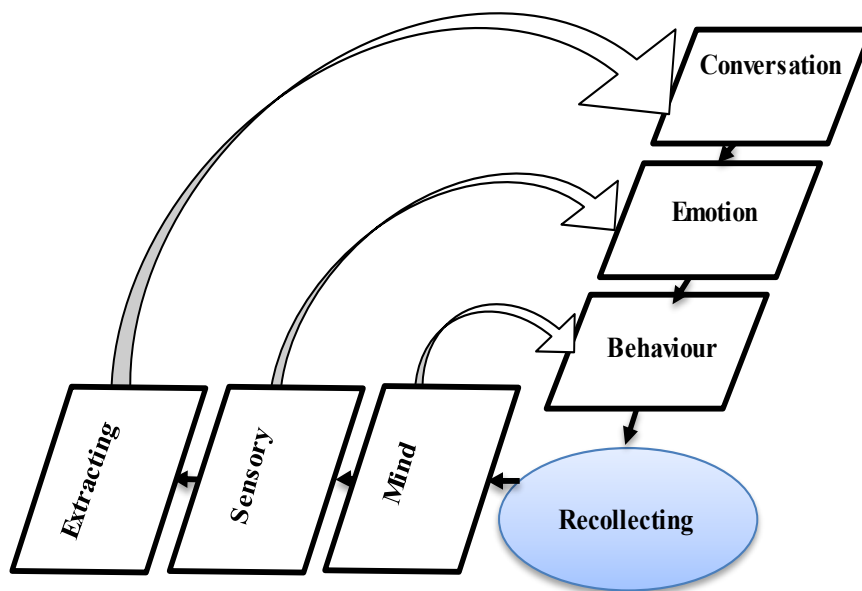 Conversation
Emotion
Behaviour
Extracting
Sensory
Mind
Recollecting